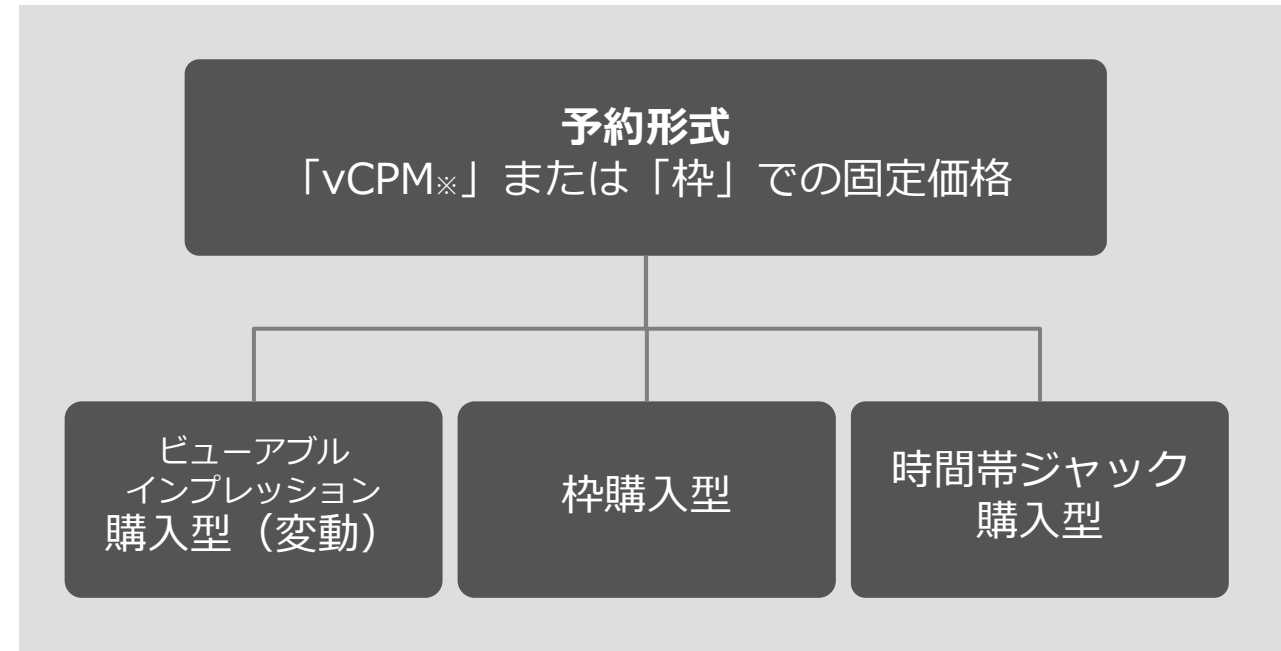 予約形式
「vCPM※」または「枠」での固定価格
ビューアブル
インプレッション
購入型（変動）
枠購入型
時間帯ジャック
購入型